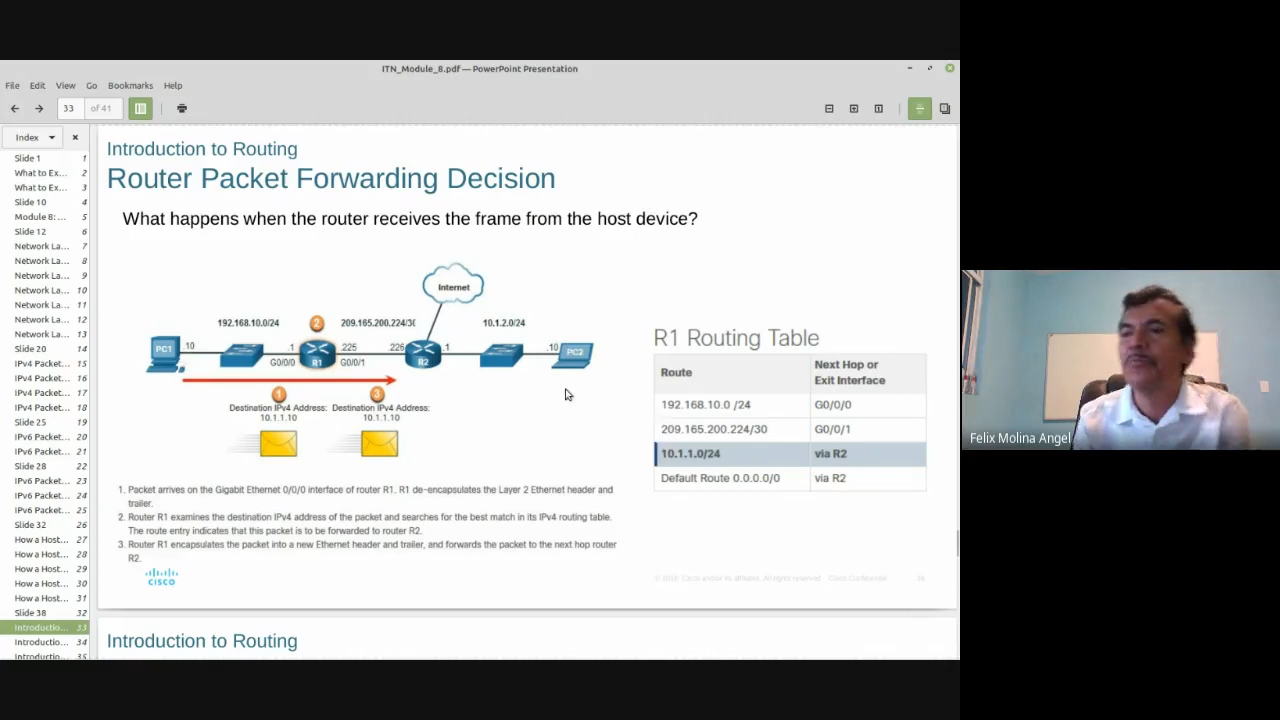 ITN_Module_8.pdf — PowerPoint Presentation
File Edit View Go Bookmarks Help
33 of 41
Index
Slide 1 1
What to Ex... 2
What to Ex... 3
Slide 10 4
Module 8: ... 5
Slide 12 6
Network La... 7
Network La... 8
Network La... 9
Network La... 10
Network La... 11
Network La... 12
Network La... 13
Slide 20 14
IPv4 Packet... 15
IPv4 Packet... 16
IPv4 Packet... 17
IPv4 Packet... 18
Slide 25 19
IPv6 Packet... 20
IPv6 Packet... 21
Slide 28 22
IPv6 Packet... 23
IPv6 Packet... 24
IPv6 Packet... 25
Slide 32 26
How a Host... 27
How a Host... 28
How a Host... 29
How a Host... 30
How a Host... 31
Slide 38 32
Introductio... 33
Introductio... 34
Introductio... 35
Introduction to Routing
Router Packet Forwarding Decision
What happens when the router receives the frame from the host device?
Internet
192.168.10.0/24 2 209.165.200.224/30 10.1.2.0/24
PC1 .10 .1 R1 .225 .226 R2 .1 .10 PC2
G0/0/0 G0/0/1
1 3
Destination IPv4 Address: Destination IPv4 Address:
10.1.1.10 10.1.1.10
1. Packet arrives on the Gigabit Ethernet 0/0/0 interface of router R1. R1 de-encapsulates the Layer 2 Ethernet header and
trailer.
2. Router R1 examines the destination IPv4 address of the packet and searches for the best match in its IPv4 routing table.
The route entry indicates that this packet is to be forwarded to router R2.
3. Router R1 encapsulates the packet into a new Ethernet header and trailer, and forwards the packet to the next hop router
R2.
R1 Routing Table
Route Next Hop or
Exit Interface
192.168.10.0 /24 G0/0/0
209.165.200.224/30 G0/0/1
10.1.1.0/24 via R2
Default Route 0.0.0.0/0 via R2
CISCO
Introduction to Routing
Felix Molina Angel